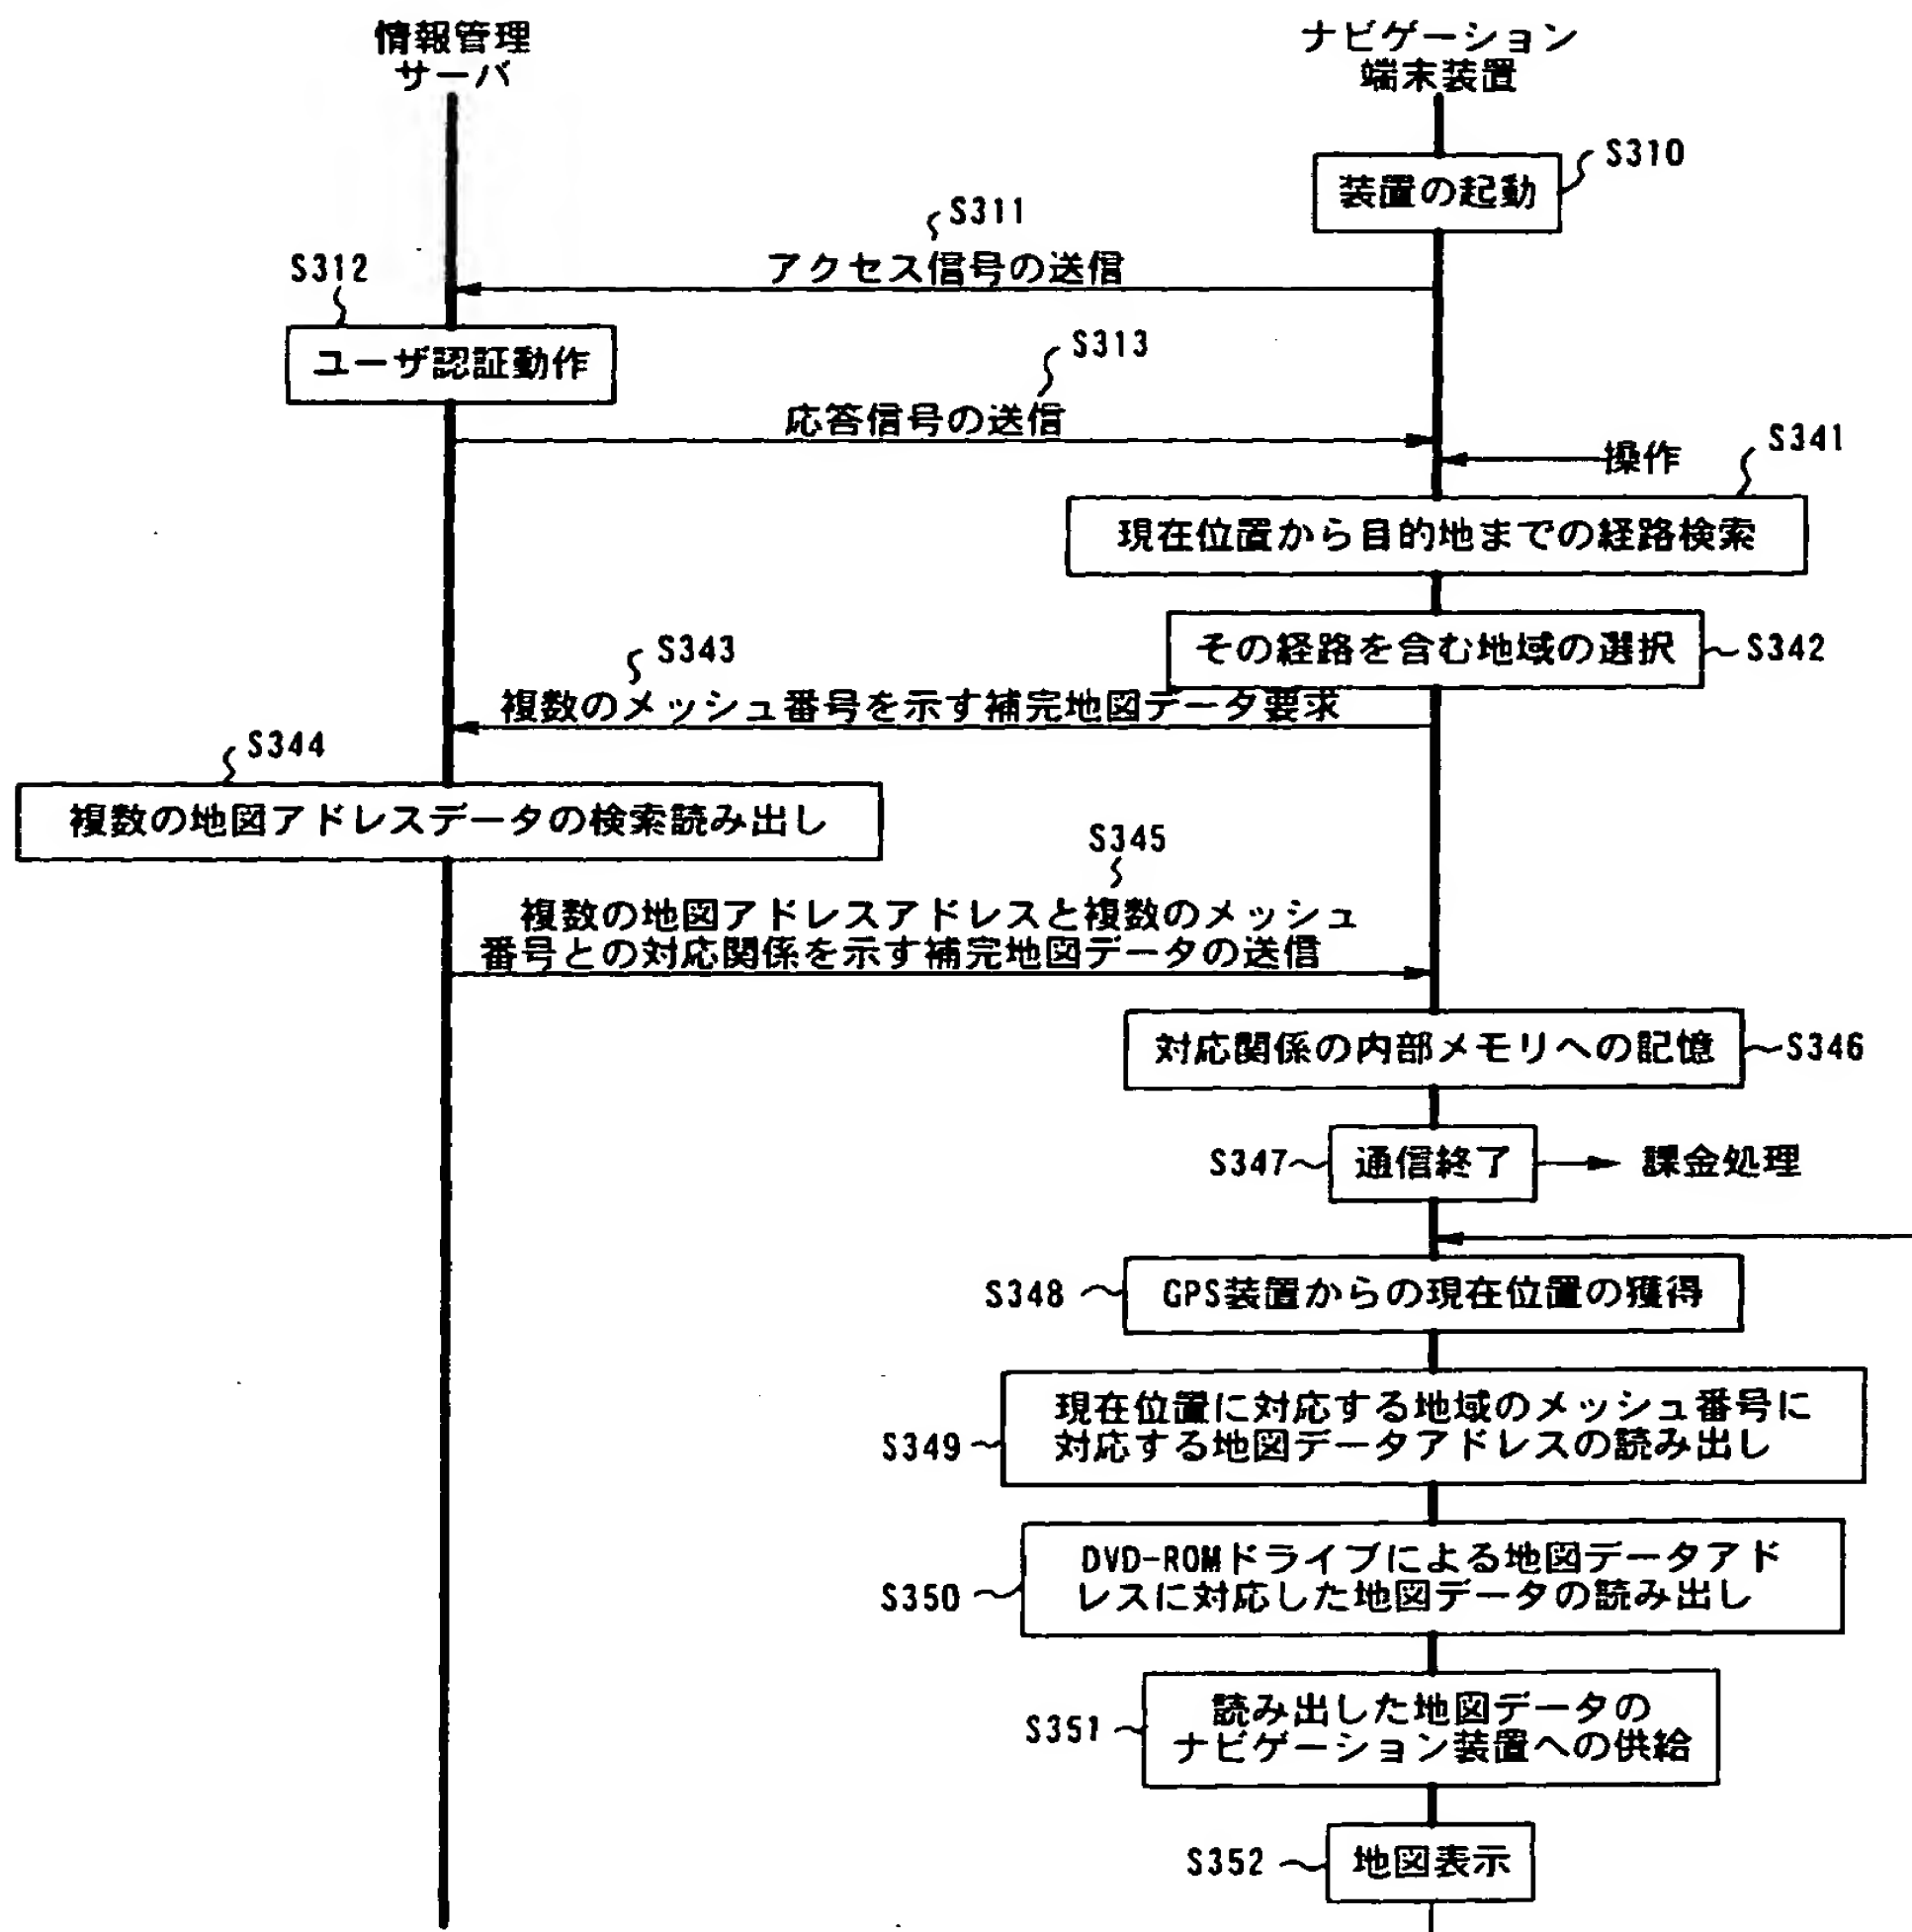 情報管理
サーバ
ナビゲーション
端末装置
S310
装置の起動
S311
アクセス信号の送信
S312
ユーザ認証動作
S313
応答信号の送信
操作
S341
現在位置から目的地までの経路検索
その経路を含む地域の選択
S342
S343
複数のメッシュ番号を示す補完地図データ要求
S344
複数の地図アドレスデータの検索読み出し
S345
複数の地図アドレスアドレスと複数のメッシュ
番号との対応関係を示す補完地図データの送信
対応関係の内部メモリへの記憶
S346
S347
通信終了
課金処理
S348
GPS装置からの現在位置の獲得
S349
現在位置に対応する地域のメッシュ番号に
対応する地図データアドレスの読み出し
S350
DVD-ROMドライブによる地図データアド
レスに対応した地図データの読み出し
S351
読み出した地図データの
ナビゲーション装置への供給
S352
地図表示